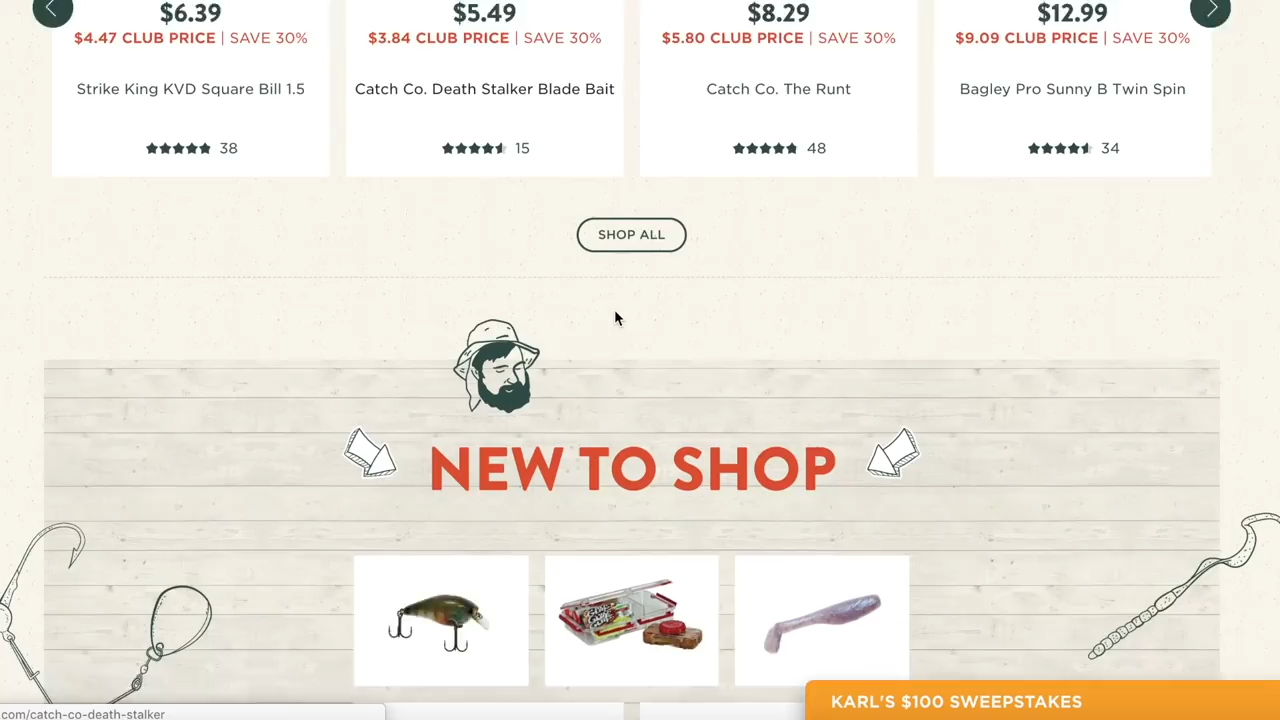 $6.39
$4.47 CLUB PRICE | SAVE 30%
Strike King KVD Square Bill 1.5
38
$5.49
$3.84 CLUB PRICE | SAVE 30%
Catch Co. Death Stalker Blade Bait
15
$8.29
$5.80 CLUB PRICE | SAVE 30%
Catch Co. The Runt
48
$12.99
$9.09 CLUB PRICE | SAVE 30%
Bagley Pro Sunny B Twin Spin
34
SHOP ALL
NEW TO SHOP
KARL'S $100 SWEEPSTAKES
com/catch-co-death-stalker